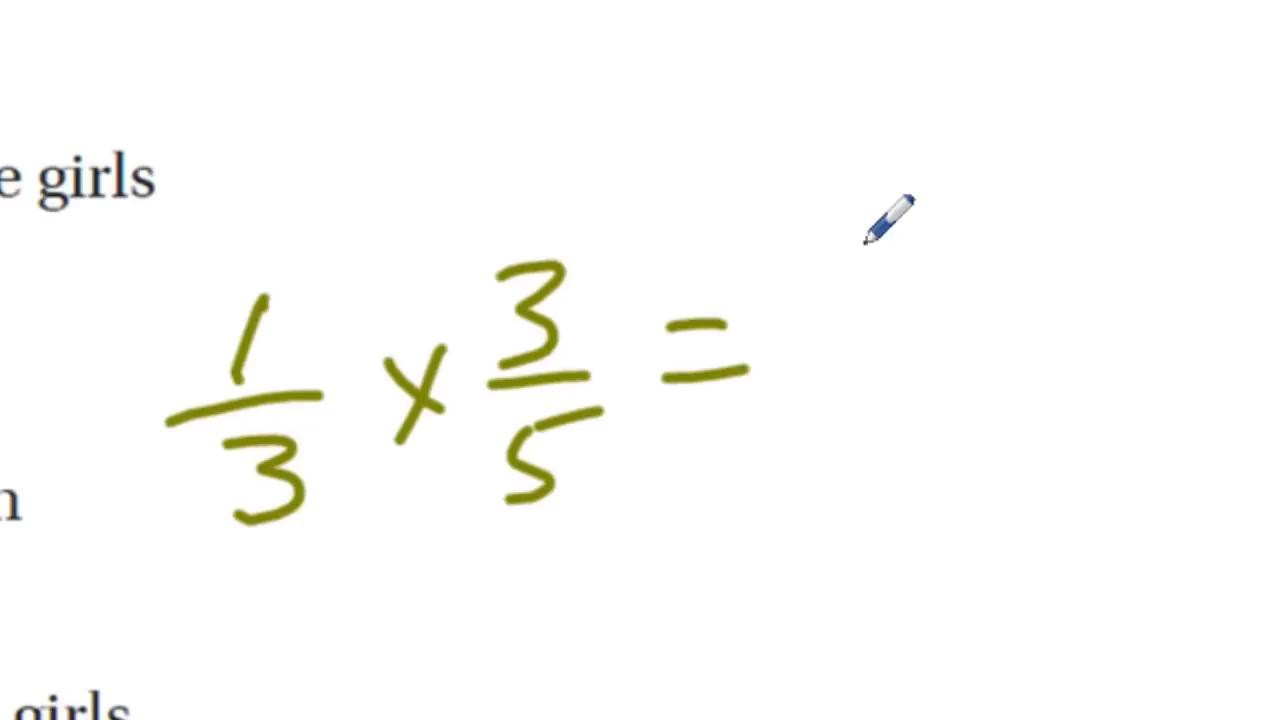 e girls
1/3 x 3/5 =
n
girls